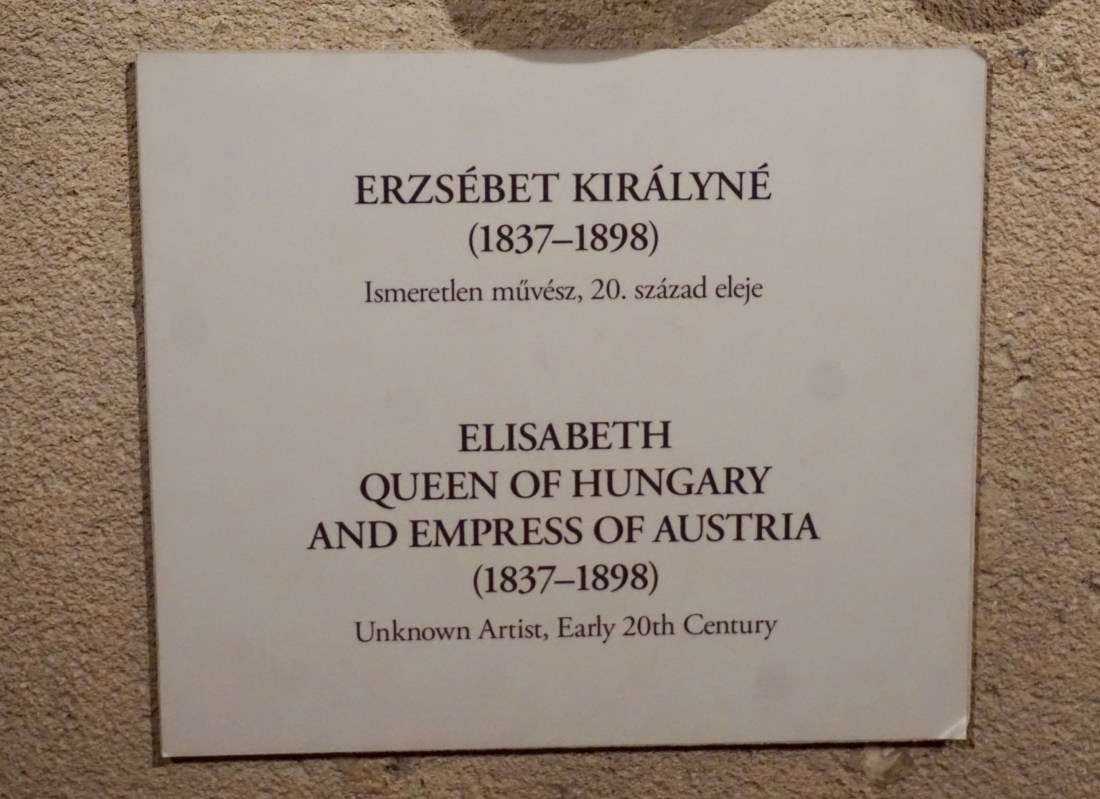 ERZSÉBET KIRÁLYNÉ
(1837–1898)
Ismeretlen művész, 20. század eleje
ELISABETH
QUEEN OF HUNGARY
AND EMPRESS OF AUSTRIA
(1837–1898)
Unknown Artist, Early 20th Century